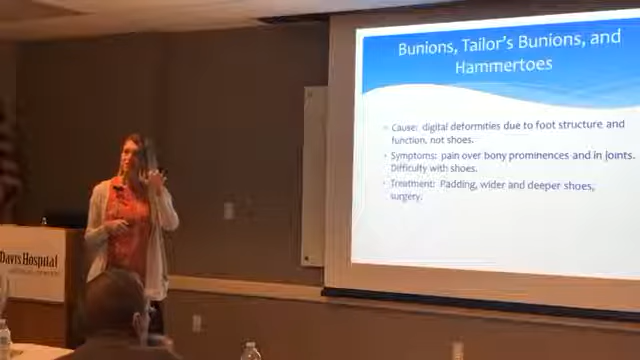 Bunions, Tailor's Bunions, and
Hammertoes
Cause: digital deformities due to foot structure and
function, not shoes.
Symptoms: pain over bony prominences and in joints.
Difficulty with shoes.
Treatment: Padding, wider and deeper shoes,
surgery.
Davis Hospital